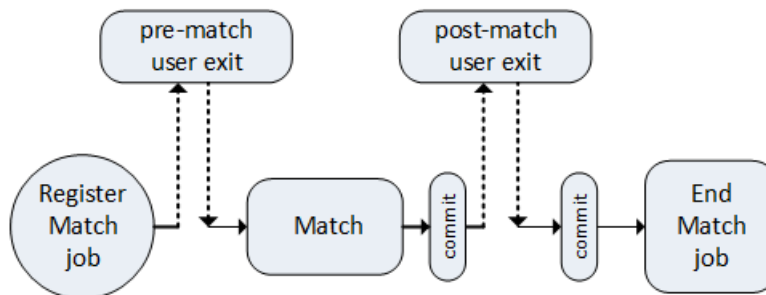 pre-match
user exit
post-match
user exit
Register
Match
job
Match
commit
commit
End
Match
job